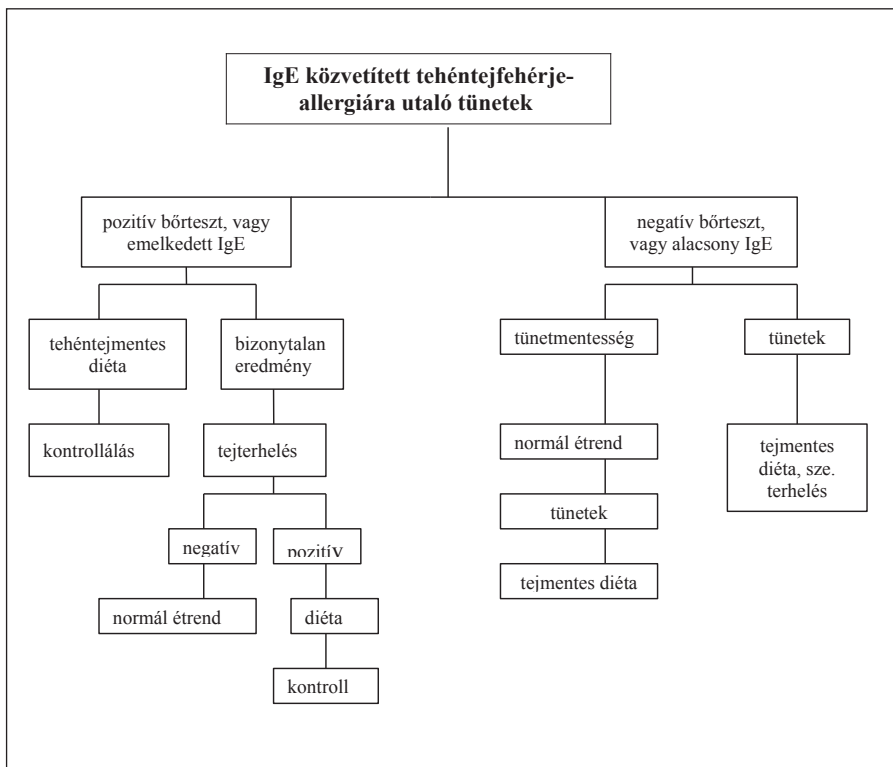 IgE közvetített tehéntejfehérje-
allergiára utaló tünetek
pozitív bőrteszt, vagy
emelkedett IgE
negatív bőrteszt,
vagy alacsony IgE
tehéntejmentes
diéta
bizonytalan
eredmény
tünetmentesség
tünetek
kontrollálás
tejterhelés
normál étrend
tejmentes
diéta, sze.
terhelés
negatív
pozitív
tünetek
normál étrend
diéta
tejmentes diéta
kontroll